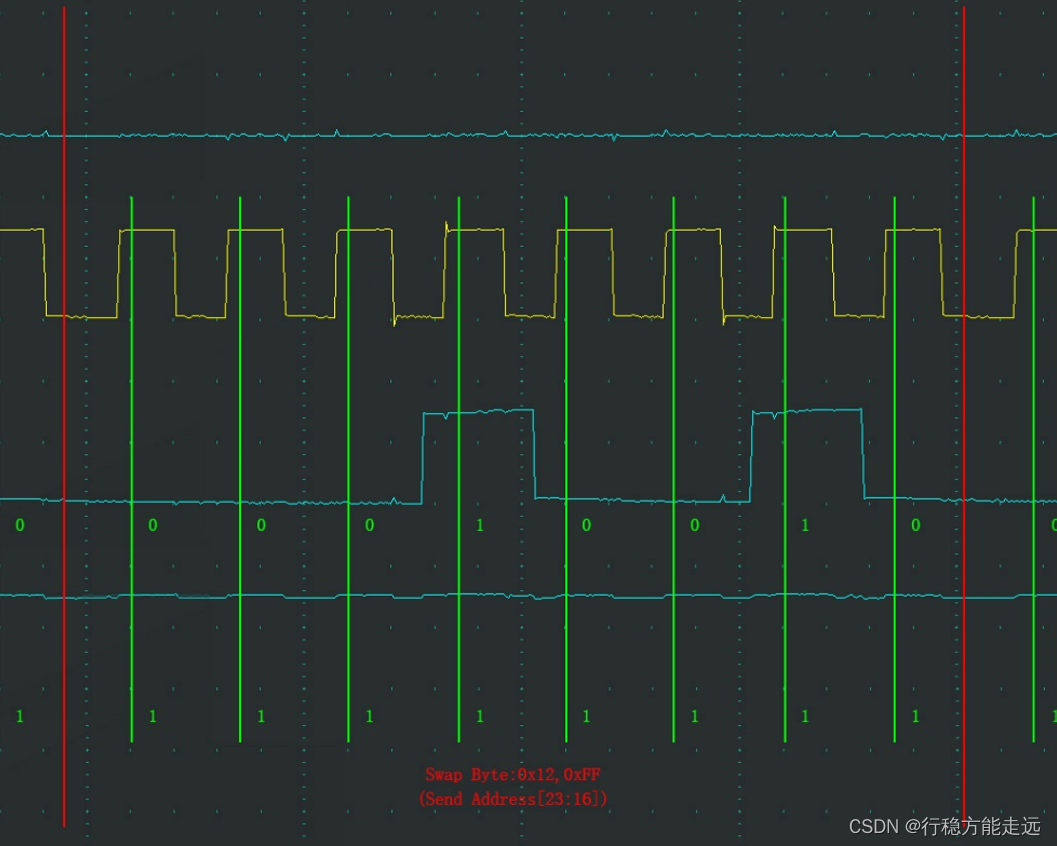 0 0 0 0 1 0 0 1 0 0
1 1 1 1 1 1 1 1 1 1
Swap Byte:0x12,0xFF
(Send Address[23:16])
CSDN @行稳方能走远